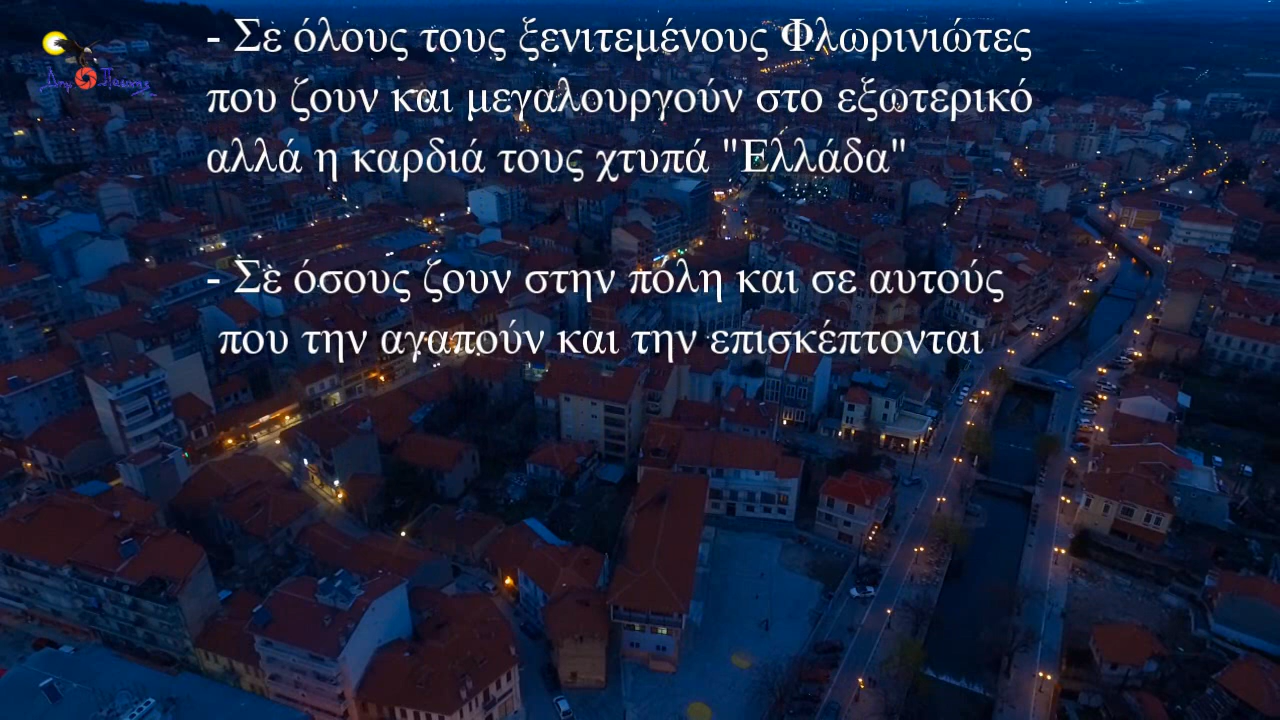 - Σε όλους τους ξενιτεμένους Φλωρινιώτες
που ζουν και μεγαλουργούν στο εξωτερικό
αλλά η καρδιά τους χτυπά "Ελλάδα"
- Σε όσους ζουν στην πόλη και σε αυτούς
που την αγαπούν και την επισκέπτονται